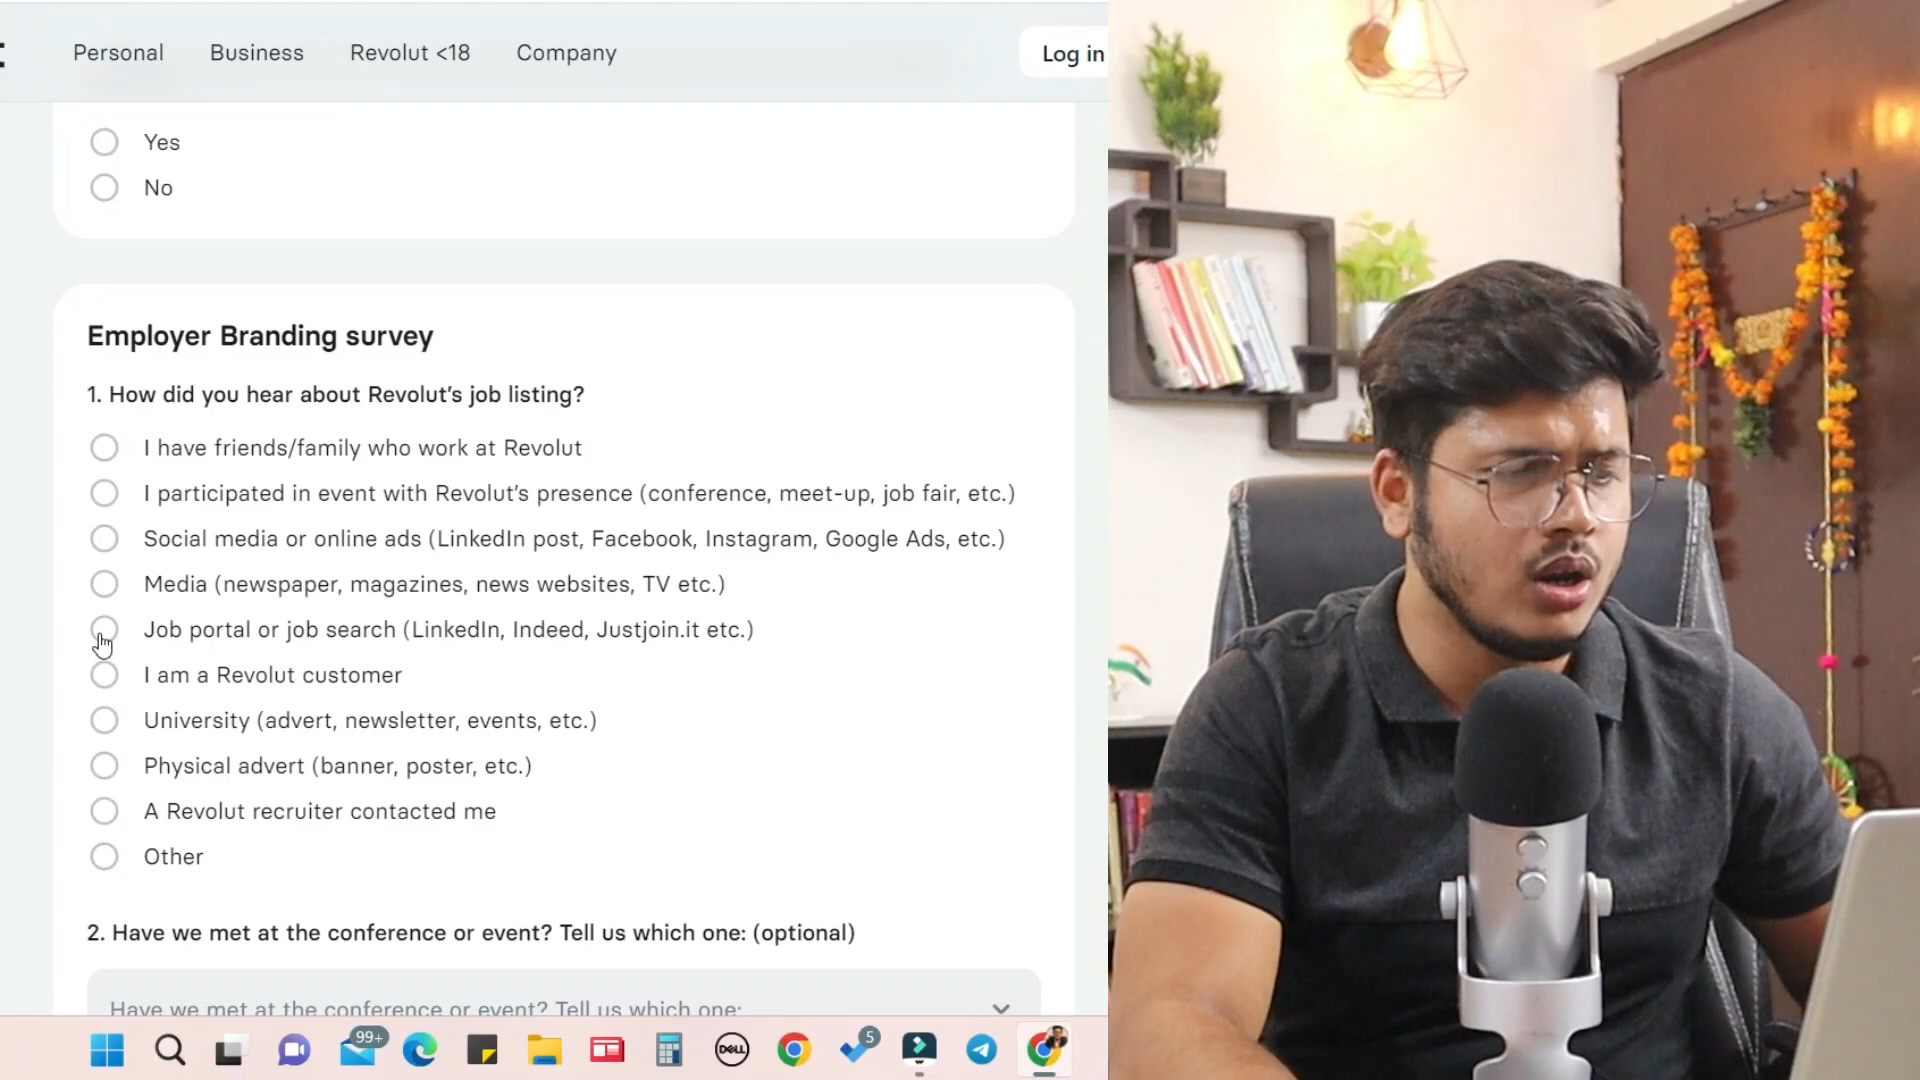 Personal
Business
Revolut <18
Company
Log in
Yes
No
Employer Branding survey
1. How did you hear about Revolut's job listing?
I have friends/family who work at Revolut
I participated in event with Revolut's presence (conference, meet-up, job fair, etc.)
Social media or online ads (LinkedIn post, Facebook, Instagram, Google Ads, etc.)
Media (newspaper, magazines, news websites, TV etc.)
Job portal or job search (LinkedIn, Indeed, Justjoin.it etc.)
I am a Revolut customer
University (advert, newsletter, events, etc.)
Physical advert (banner, poster, etc.)
A Revolut recruiter contacted me
Other
2. Have we met at the conference or event? Tell us which one: (optional)
Have we met at the conference or event? Tell us which one:
99+
DELL
5